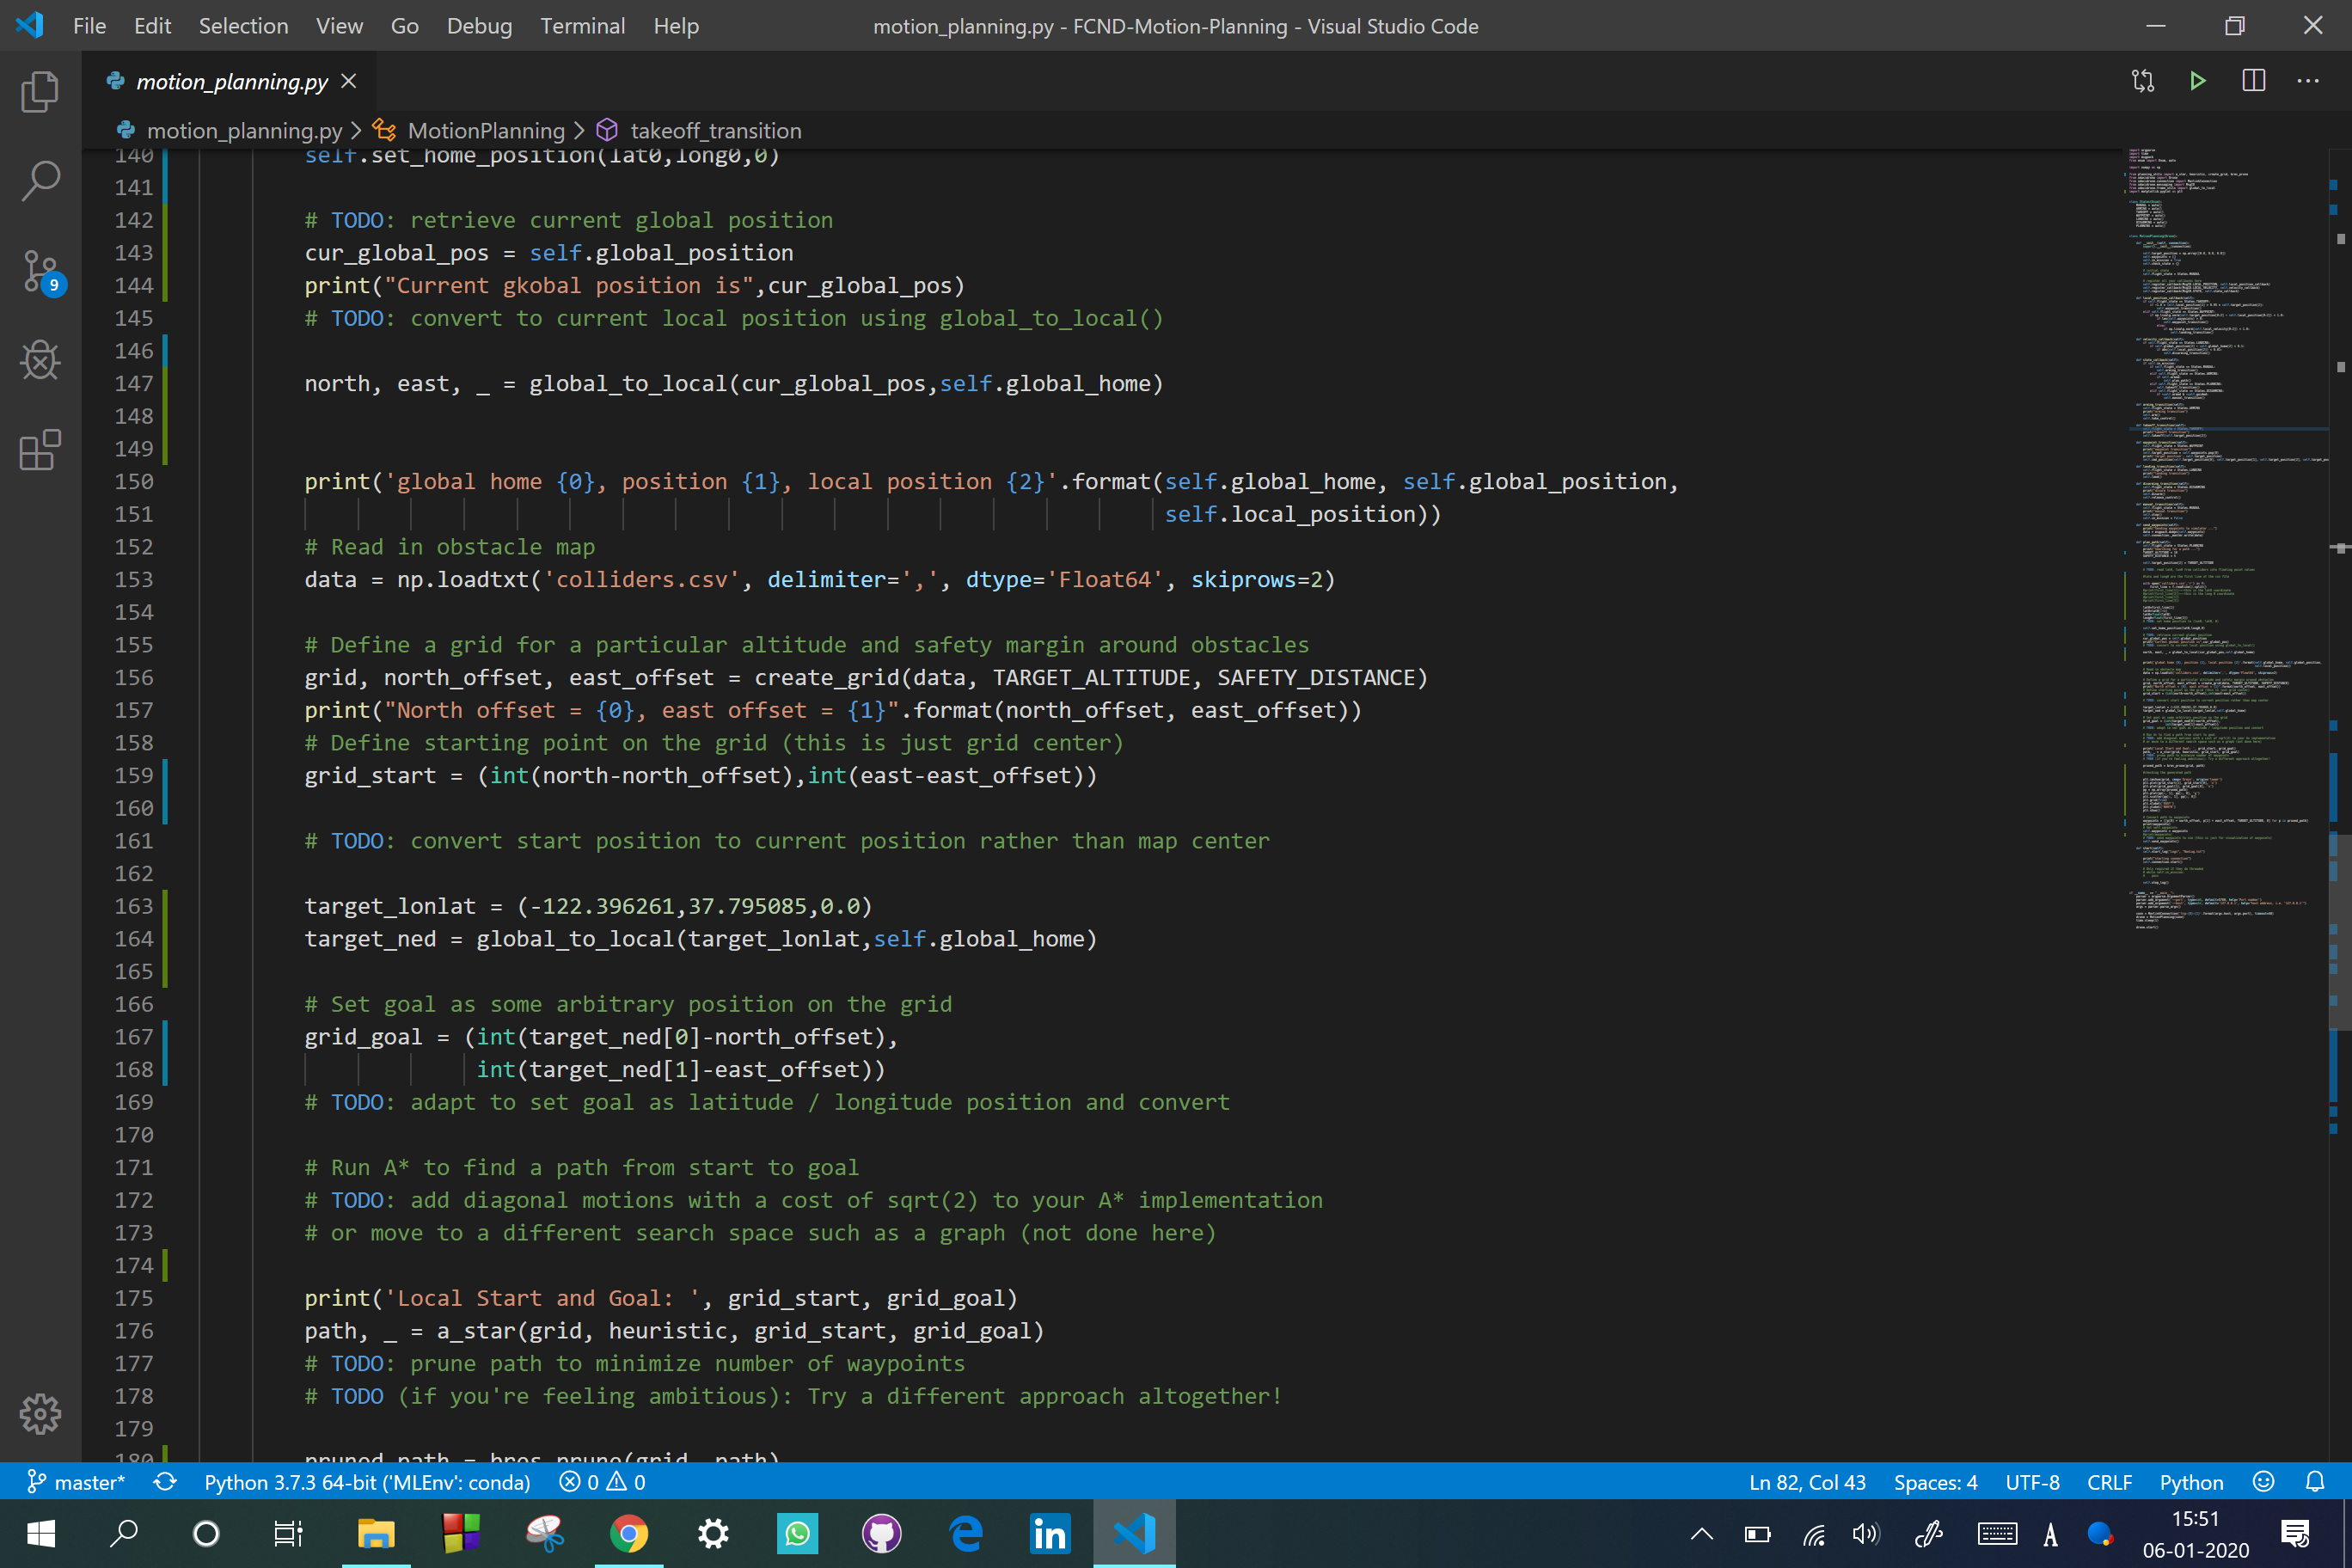 File Edit Selection View Go Debug Terminal Help motion_planning.py - FCND-Motion-Planning - Visual Studio Code
motion_planning.py
motion_planning.py > MotionPlanning > takeoff_transition
140 self.set_home_position(lat0,long0,0)
141
142 # TODO: retrieve current global position
143 cur_global_pos = self.global_position
144 print("Current gkobal position is",cur_global_pos)
145 # TODO: convert to current local position using global_to_local()
146
147 north, east, _ = global_to_local(cur_global_pos,self.global_home)
148
149
150 print('global home {0}, position {1}, local position {2}'.format(self.global_home, self.global_position,
151 self.local_position))
152 # Read in obstacle map
153 data = np.loadtxt('colliders.csv', delimiter=',', dtype='Float64', skiprows=2)
154
155 # Define a grid for a particular altitude and safety margin around obstacles
156 grid, north_offset, east_offset = create_grid(data, TARGET_ALTITUDE, SAFETY_DISTANCE)
157 print("North offset = {0}, east offset = {1}".format(north_offset, east_offset))
158 # Define starting point on the grid (this is just grid center)
159 grid_start = (int(north-north_offset),int(east-east_offset))
160
161 # TODO: convert start position to current position rather than map center
162
163 target_lonlat = (-122.396261,37.795085,0.0)
164 target_ned = global_to_local(target_lonlat,self.global_home)
165
166 # Set goal as some arbitrary position on the grid
167 grid_goal = (int(target_ned[0]-north_offset),
168 int(target_ned[1]-east_offset))
169 # TODO: adapt to set goal as latitude / longitude position and convert
170
171 # Run A* to find a path from start to goal
172 # TODO: add diagonal motions with a cost of sqrt(2) to your A* implementation
173 # or move to a different search space such as a graph (not done here)
174
175 print('Local Start and Goal: ', grid_start, grid_goal)
176 path, _ = a_star(grid, heuristic, grid_start, grid_goal)
177 # TODO: prune path to minimize number of waypoints
178 # TODO (if you're feeling ambitious): Try a different approach altogether!
179
180 pruned_path = bres_prune(grid, path)
9
master* Python 3.7.3 64-bit ('MLEnv': conda) 0 0 Ln 82, Col 43 Spaces: 4 UTF-8 CRLF Python
15:51
06-01-2020